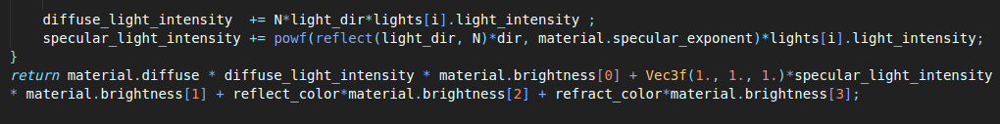 diffuse_light_intensity  += N*light_dir*lights[i].light_intensity ;
specular_light_intensity += powf(reflect(light_dir, N)*dir, material.specular_exponent)*lights[i].light_intensity;
}
return material.diffuse * diffuse_light_intensity * material.brightness[0] + Vec3f(1., 1., 1.)*specular_light_intensity
* material.brightness[1] + reflect_color*material.brightness[2] + refract_color*material.brightness[3];